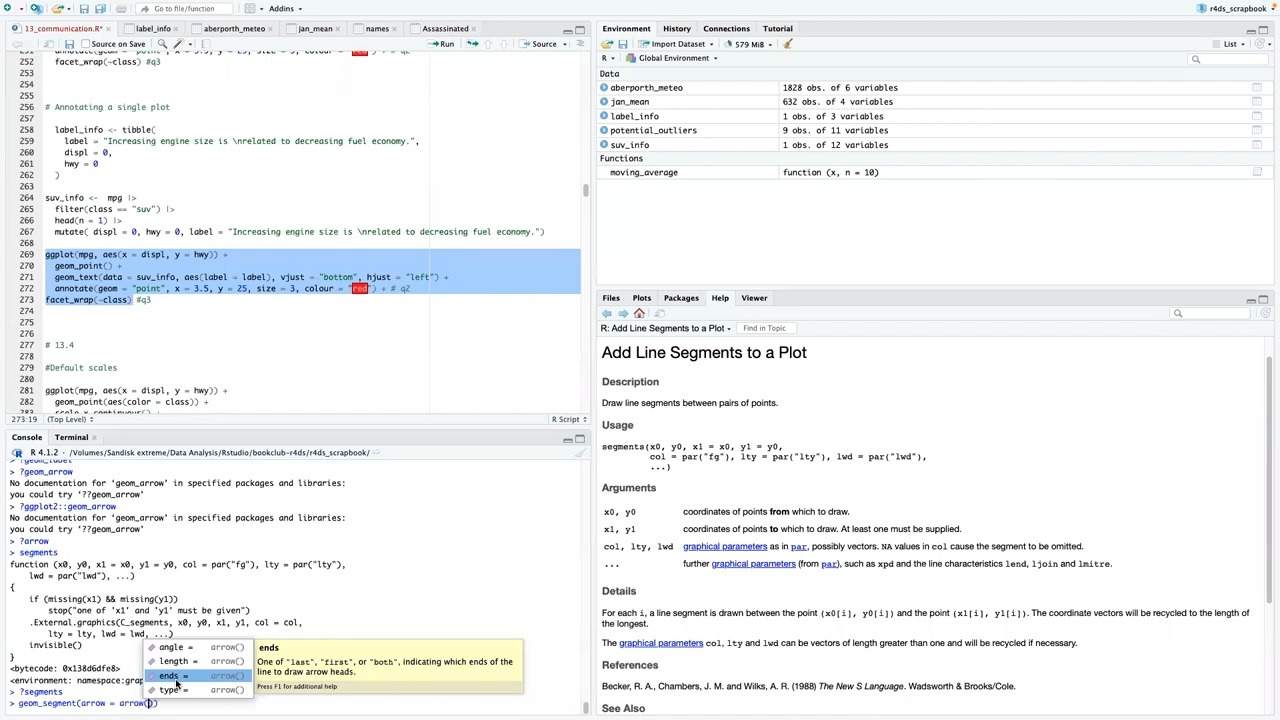 Go to file/function
Addins
r4ds_scrapbook
13_communication.R*
label_info
aberporth_meteo
jan_mean
names
Assassinated
Source on Save
Run
Source
annotate(geom = "point", x = 3.5, y = 25, size = 3, colour = "red") + # q2
252 facet_wrap(~class) #q3
253
254
255
256 # Annotating a single plot
257
258 label_info <- tibble(
259 label = "Increasing engine size is \nrelated to decreasing fuel economy.",
260 displ = 0,
261 hwy = 0
262 )
263
264 suv_info <- mpg |>
265 filter(class == "suv") |>
266 head(n = 1) |>
267 mutate( displ = 0, hwy = 0, label = "Increasing engine size is \nrelated to decreasing fuel economy.")
268
269 ggplot(mpg, aes(x = displ, y = hwy)) +
270 geom_point() +
271 geom_text(data = suv_info, aes(label = label), vjust = "bottom", hjust = "left") +
272 annotate(geom = "point", x = 3.5, y = 25, size = 3, colour = "red") + # q2
273 facet_wrap(~class) #q3
274
275
276
277 # 13.4
278
279 #Default scales
280
281 ggplot(mpg, aes(x = displ, y = hwy)) +
282 geom_point(aes(color = class)) +
283 scale_x_continuous() +
273:19 (Top Level) R Script
Console Terminal
R 4.1.2 · /Volumes/Sandisk extreme/Data Analysis/Rstudio/bookclub-r4ds/r4ds_scrapbook/
> ?geom_label
> ?geom_arrow
No documentation for ‘geom_arrow’ in specified packages and libraries:
you could try ‘??geom_arrow’
> ?ggplot2::geom_arrow
No documentation for ‘geom_arrow’ in specified packages and libraries:
you could try ‘??geom_arrow’
> ?arrow
> segments
function (x0, y0, x1 = x0, y1 = y0, col = par("fg"), lty = par("lty"),
lwd = par("lwd"), ...)
{
if (missing(x1) && missing(y1))
stop("one of 'x1' and 'y1' must be given")
.External.graphics(C_segments, x0, y0, x1, y1, col = col,
lty = lty, lwd = lwd, ...)
invisible()
}
<bytecode: 0x138d6dfe8>
<environment: namespace:grap
> ?segments
> geom_segment(arrow = arrow())
angle = arrow()
length = arrow()
ends = arrow()
type = arrow()
ends
One of "last", "first", or "both", indicating which ends of the
line to draw arrow heads.
Press F1 for additional help
Environment History Connections Tutorial
Import Dataset 579 MiB List
R Global Environment
Data
aberporth_meteo 1828 obs. of 6 variables
jan_mean 632 obs. of 4 variables
label_info 1 obs. of 3 variables
potential_outliers 9 obs. of 11 variables
suv_info 1 obs. of 12 variables
Functions
moving_average function (x, n = 10)
Files Plots Packages Help Viewer
R: Add Line Segments to a Plot Find in Topic
Add Line Segments to a Plot
Description
Draw line segments between pairs of points.
Usage
segments(x0, y0, x1 = x0, y1 = y0,
col = par("fg"), lty = par("lty"), lwd = par("lwd"),
...)
Arguments
x0, y0 coordinates of points from which to draw.
x1, y1 coordinates of points to which to draw. At least one must be supplied.
col, lty, lwd graphical parameters as in par, possibly vectors. NA values in col cause the segment to be omitted.
... further graphical parameters (from par), such as xpd and the line characteristics lend, ljoin and lmitre.
Details
For each i, a line segment is drawn between the point (x0[i], y0[i]) and the point (x1[i], y1[i]). The coordinate vectors will be recycled to the length of
the longest.
The graphical parameters col, lty and lwd can be vectors of length greater than one and will be recycled if necessary.
References
Becker, R. A., Chambers, J. M. and Wilks, A. R. (1988) The New S Language. Wadsworth & Brooks/Cole.
See Also